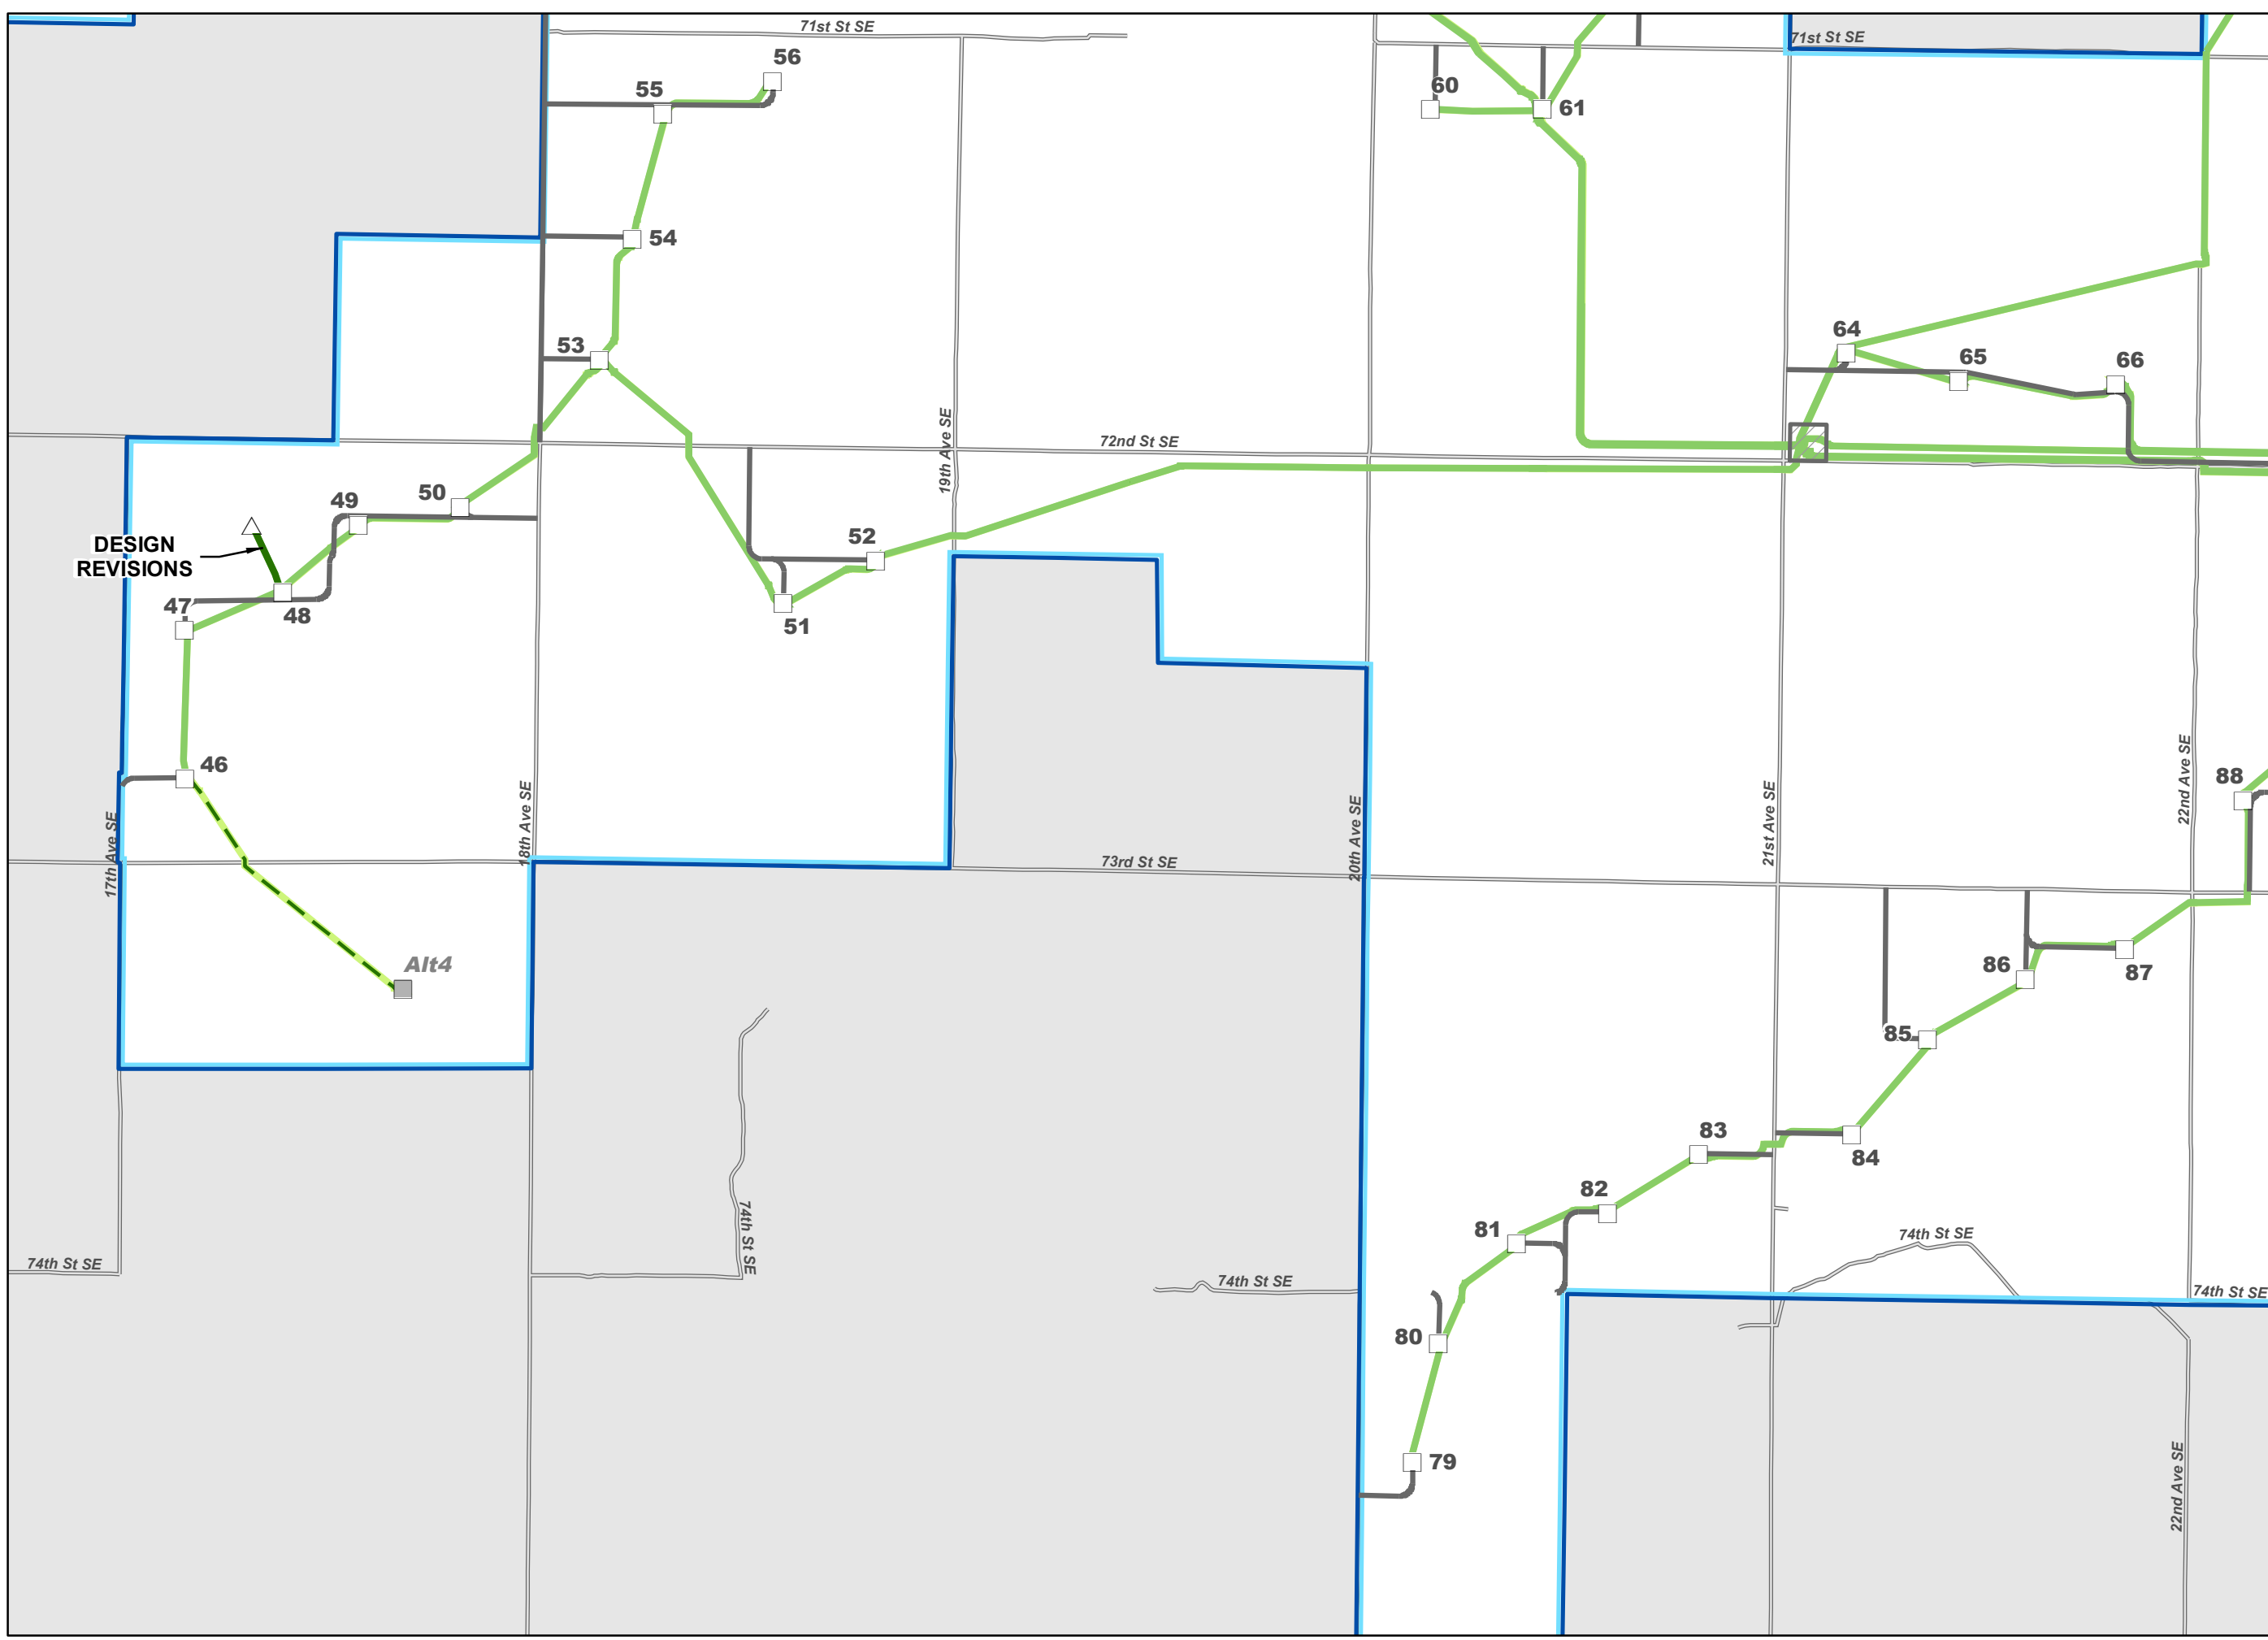 71st St SE
71st St SE
56
55
60
61
54
64
53
65
66
19th Ave SE
72nd St SE
49
50
DESIGN
REVISIONS
52
47
48
51
46
88
17th Ave SE
18th Ave SE
20th Ave SE
21st Ave SE
22nd Ave SE
73rd St SE
Alt4
86
87
85
83
84
82
81
74th St SE
74th St SE
74th St SE
74th St SE
74th St SE
80
79
22nd Ave SE